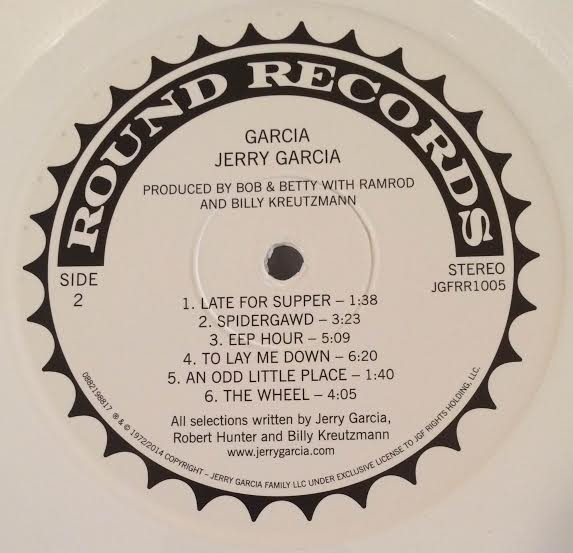 ROUND RECORDS
GARCIA
JERRY GARCIA
PRODUCED BY BOB & BETTY WITH RAMROD
AND BILLY KREUTZMANN
SIDE
2
STEREO
JGFRR1005
1. LATE FOR SUPPER – 1:38
2. SPIDERGAWD – 3:23
3. EEP HOUR – 5:09
4. TO LAY ME DOWN – 6:20
5. AN ODD LITTLE PLACE – 1:40
6. THE WHEEL – 4:05
All selections written by Jerry Garcia,
Robert Hunter and Billy Kreutzmann
www.jerrygarcia.com
0882198817 ℗ & © 1972/2014 COPYRIGHT – JERRY GARCIA FAMILY LLC UNDER EXCLUSIVE LICENSE TO JGF RIGHTS HOLDING, LLC.